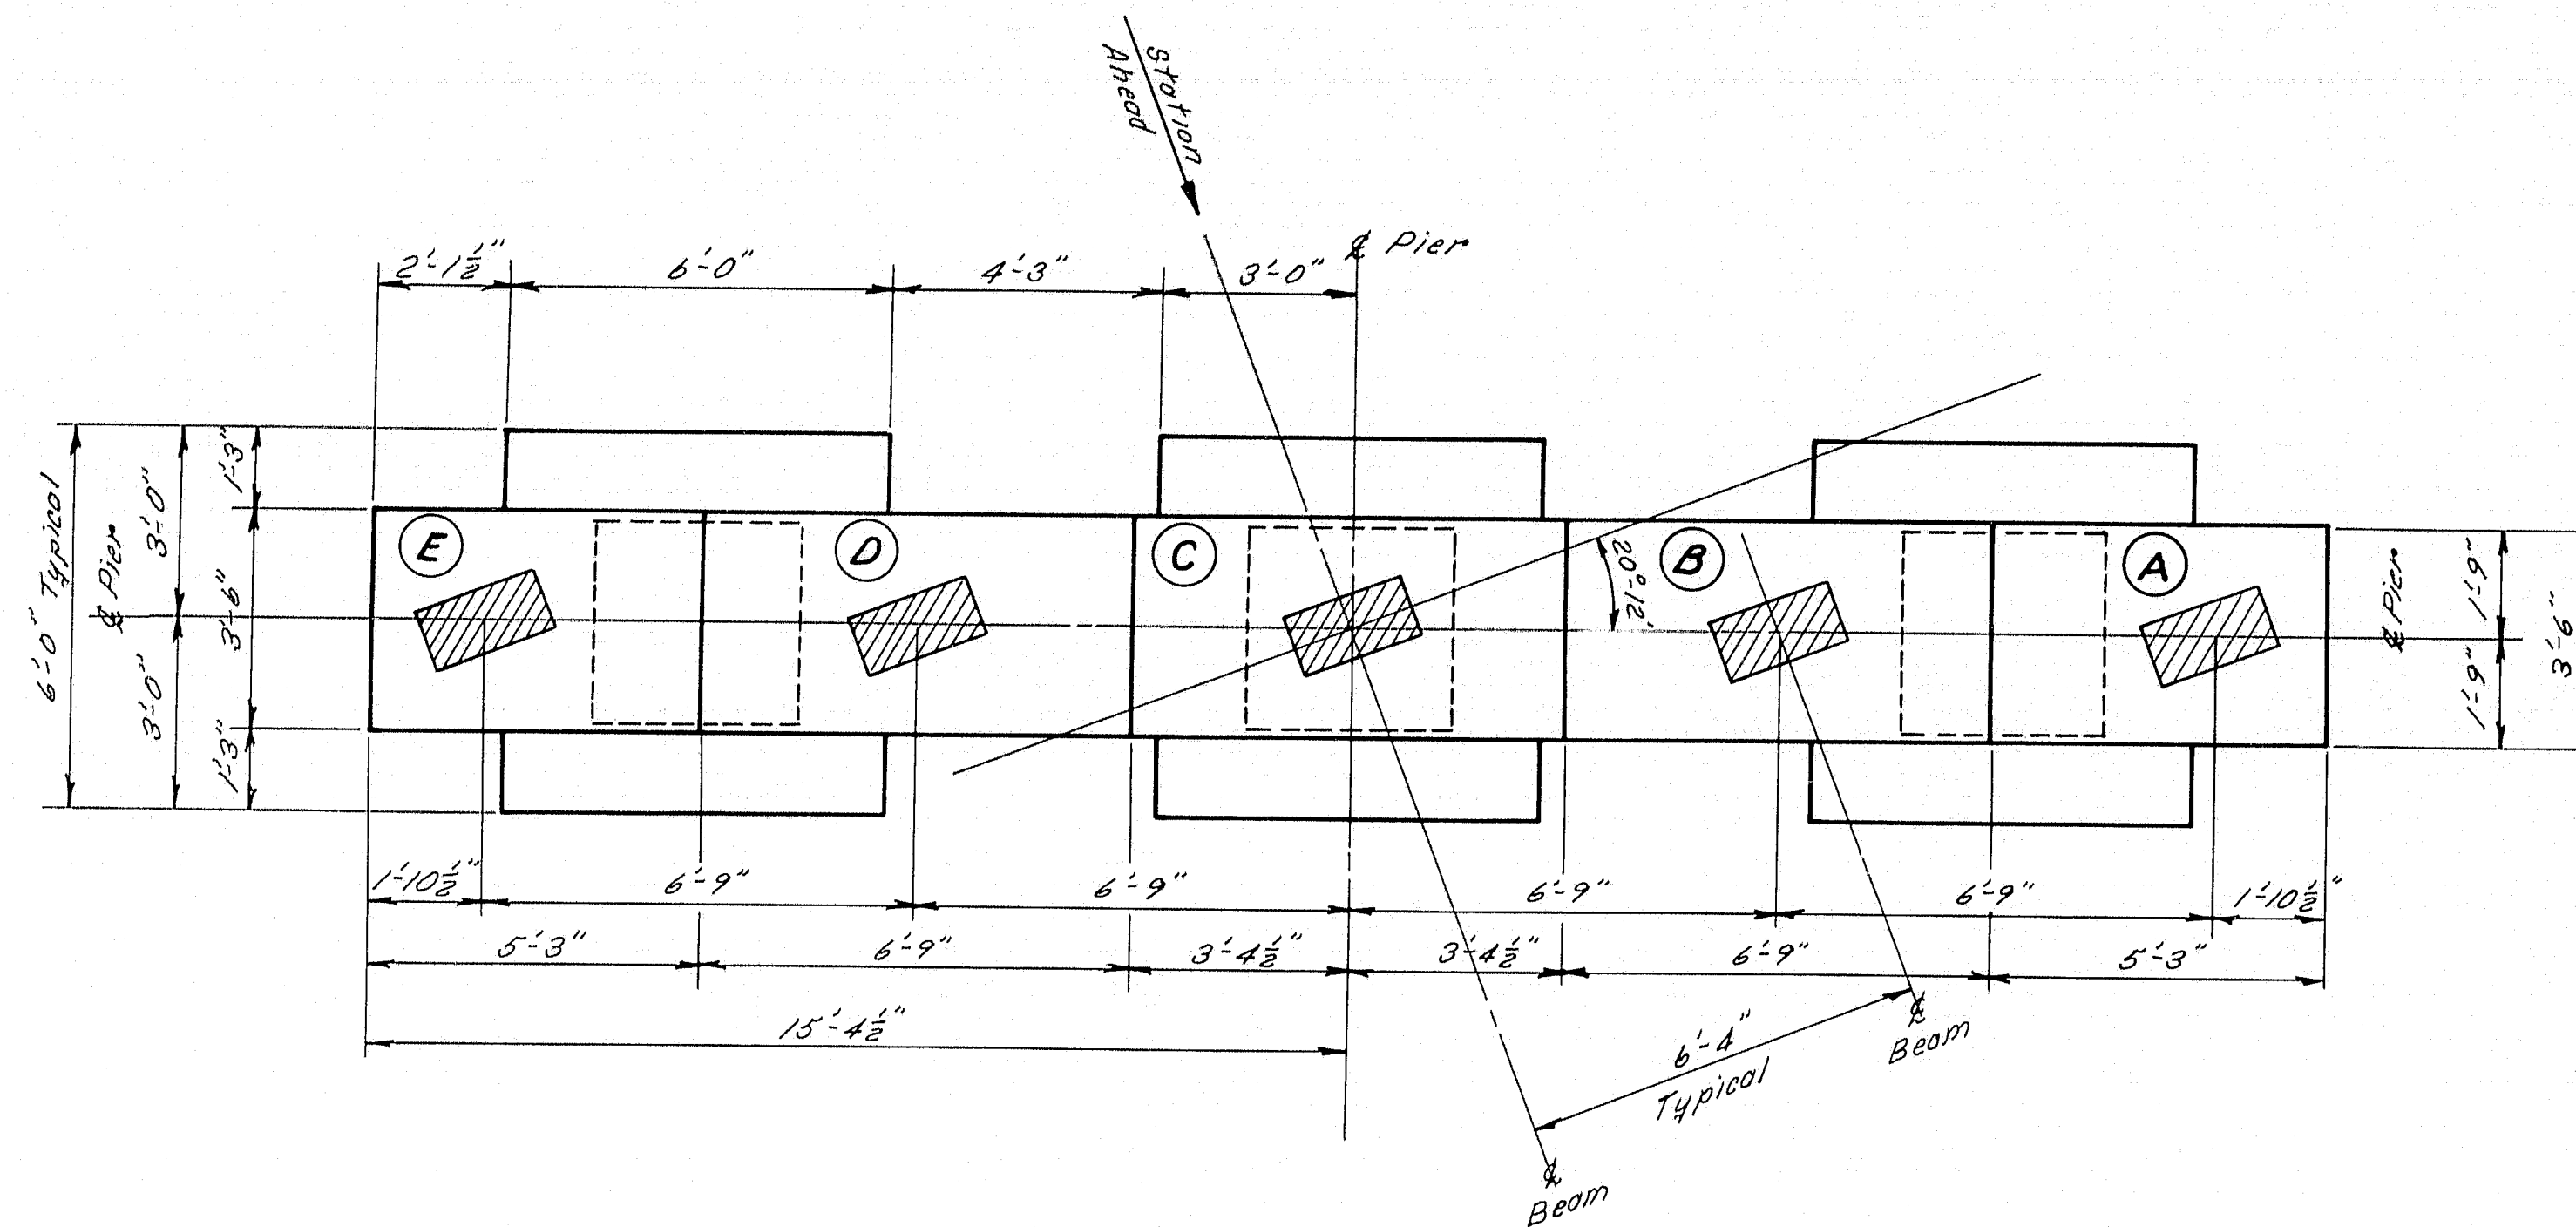 Station
Ahead
℄ Pier
2'-1½"
6'-0"
4'-3"
3'-0"
6'-0" Typical
℄ Pier
3'-0"
3'-0"
1'-3"
3'-6"
1'-3"
E
D
C
B
A
20°-12'
℄ Pier
1'-9"
1'-9"
3'-6"
1'-10½"
6'-9"
6'-9"
6'-9"
6'-9"
1'-10½"
5'-3"
6'-9"
3'-4½"
3'-4½"
6'-9"
5'-3"
15'-4½"
6'-4"
Typical
℄
Beam
℄
Beam